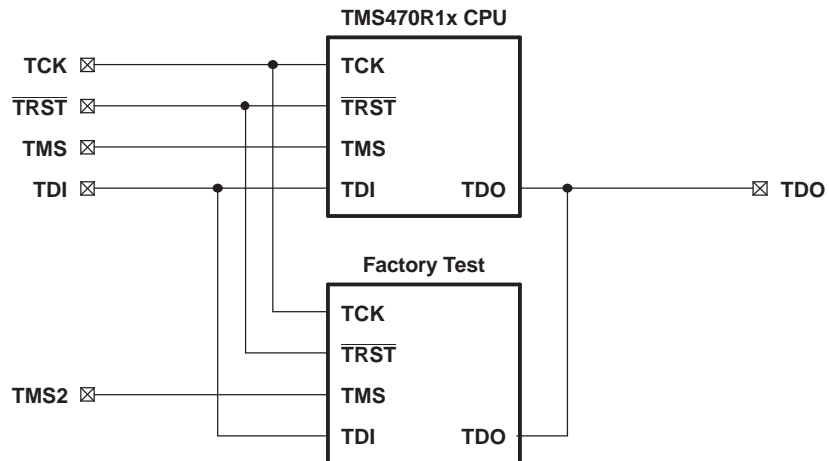 TMS470R1x CPU
TCK
TRST
TMS
TDI
TCK
TRST
TMS
TDI TDO
TDO
Factory Test
TMS2
TCK
TRST
TMS
TDI TDO